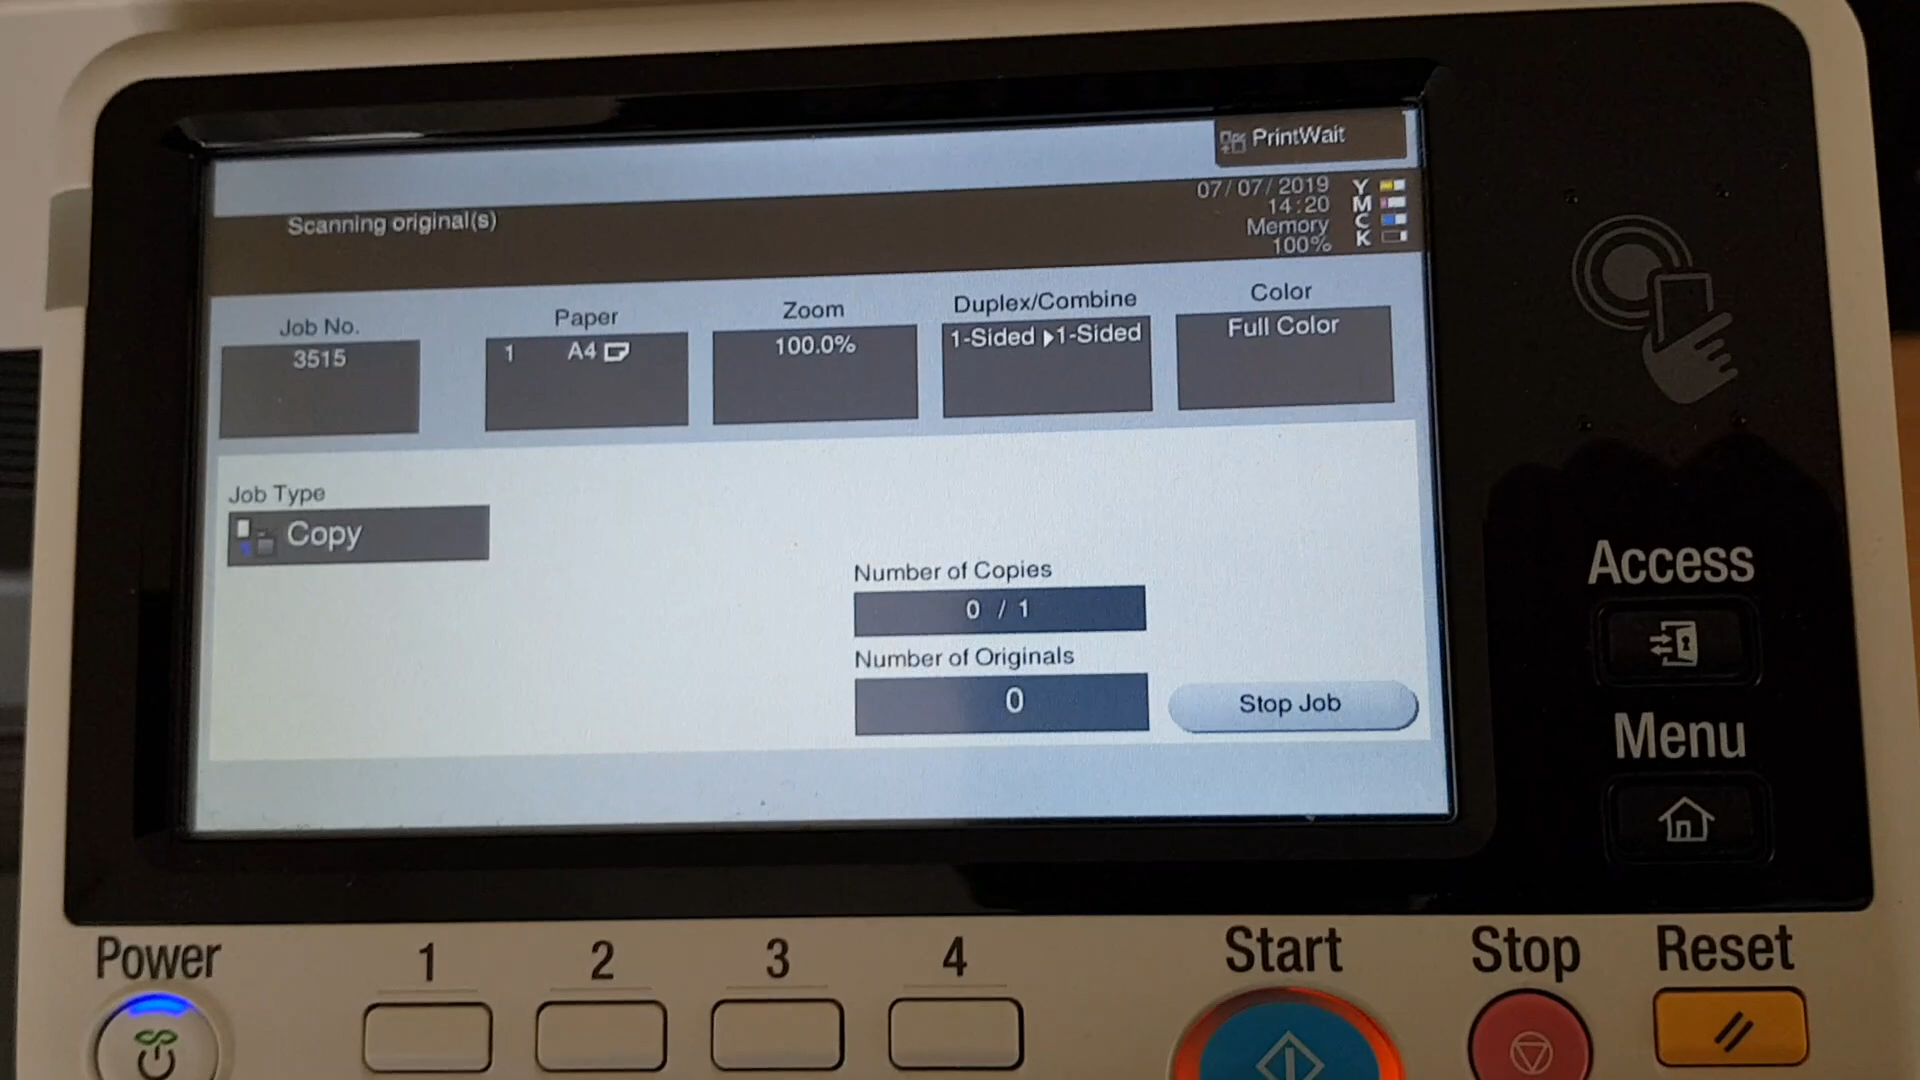 PrintWait
Scanning original(s)
07/07/2019
14:20
Memory
100%
Y
M
C
K
Job No.
3515
Paper
1 A4
Zoom
100.0%
Duplex/Combine
1-Sided ▶1-Sided
Color
Full Color
Job Type
Copy
Number of Copies
0 / 1
Number of Originals
0
Stop Job
Access
Menu
Power
1
2
3
4
Start
Stop
Reset